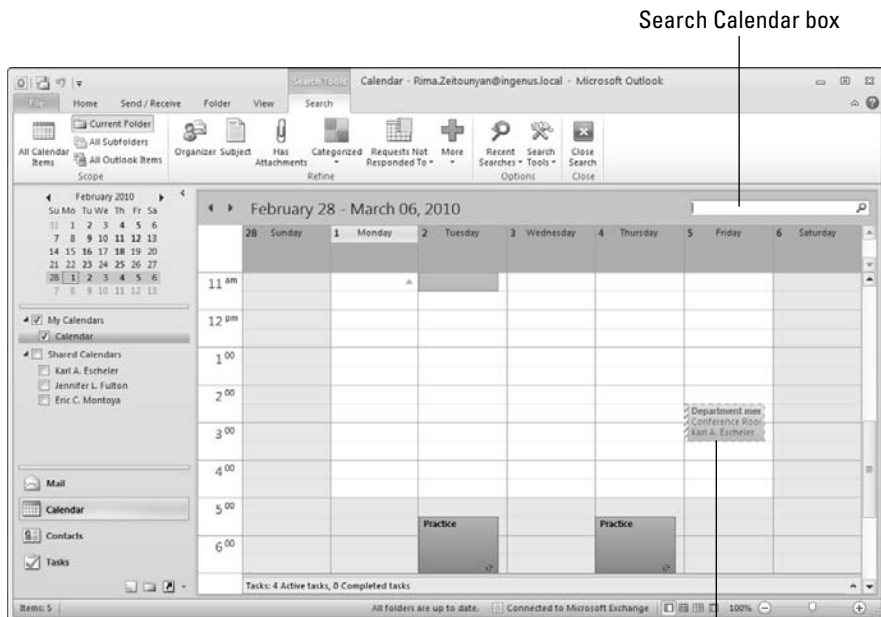 Search Calendar box
Search Tools
Calendar - Rima.Zeitounyan@ingenus.local - Microsoft Outlook
File Home Send / Receive Folder View Search
All Calendar Items
Current Folder
All Subfolders
All Outlook Items
Scope
Organizer Subject Has Attachments Categorized Requests Not Responded To More
Refine
Recent Searches Search Tools
Options
Close Search
Close
February 2010
Su Mo Tu We Th Fr Sa
31 1 2 3 4 5 6
7 8 9 10 11 12 13
14 15 16 17 18 19 20
21 22 23 24 25 26 27
28 1 2 3 4 5 6
7 8 9 10 11 12 13
My Calendars
Calendar
Shared Calendars
Karl A. Escheler
Jennifer L. Fulton
Eric C. Montoya
Mail
Calendar
Contacts
Tasks
February 28 - March 06, 2010
28 Sunday 1 Monday 2 Tuesday 3 Wednesday 4 Thursday 5 Friday 6 Saturday
11 am
12 pm
1 00
2 00
Department mee
Conference Roor
Karl A. Escheler
3 00
4 00
5 00
Practice Practice
6 00
Tasks: 4 Active tasks, 0 Completed tasks
Items: 5 All folders are up to date. Connected to Microsoft Exchange 100%